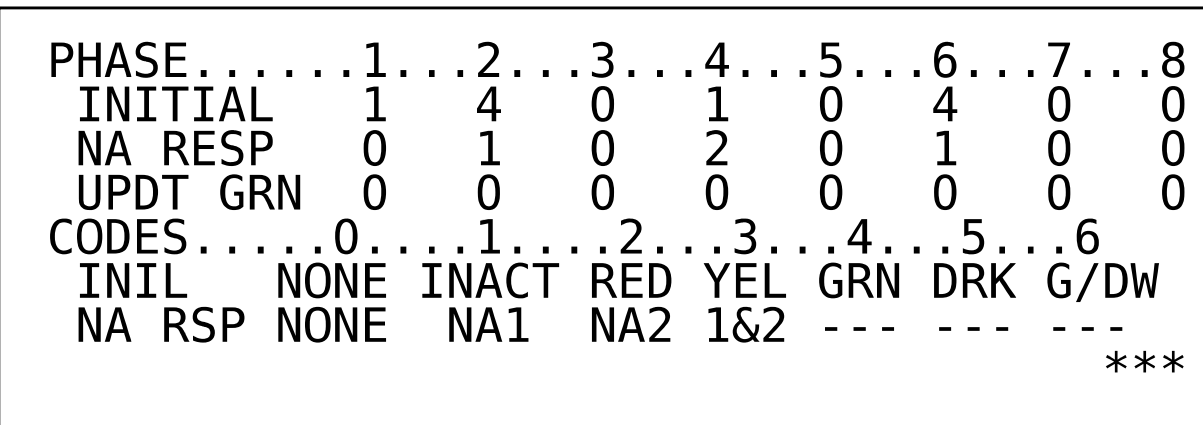 PHASE......1...2...3...4...5...6...7...8
INITIAL 1 4 0 1 0 4 0 0
NA RESP 0 1 0 2 0 1 0 0
UPDT GRN 0 0 0 0 0 0 0 0
CODES.....0....1....2...3...4...5...6
INIL NONE INACT RED YEL GRN DRK G/DW
NA RSP NONE NA1 NA2 1&2 --- --- ---
***